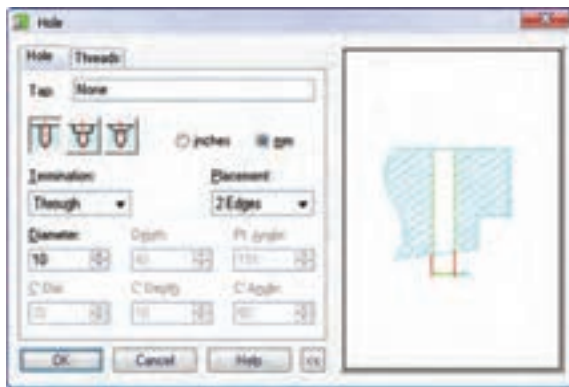 Hole
Hole Threads
Tap: None
inches mm
Termination: Placement:
Through 2 Edges
Diameter: Depth: Pt Angle:
10
C' Dia: C' Depth: C' Angle:
OK Cancel Help <<